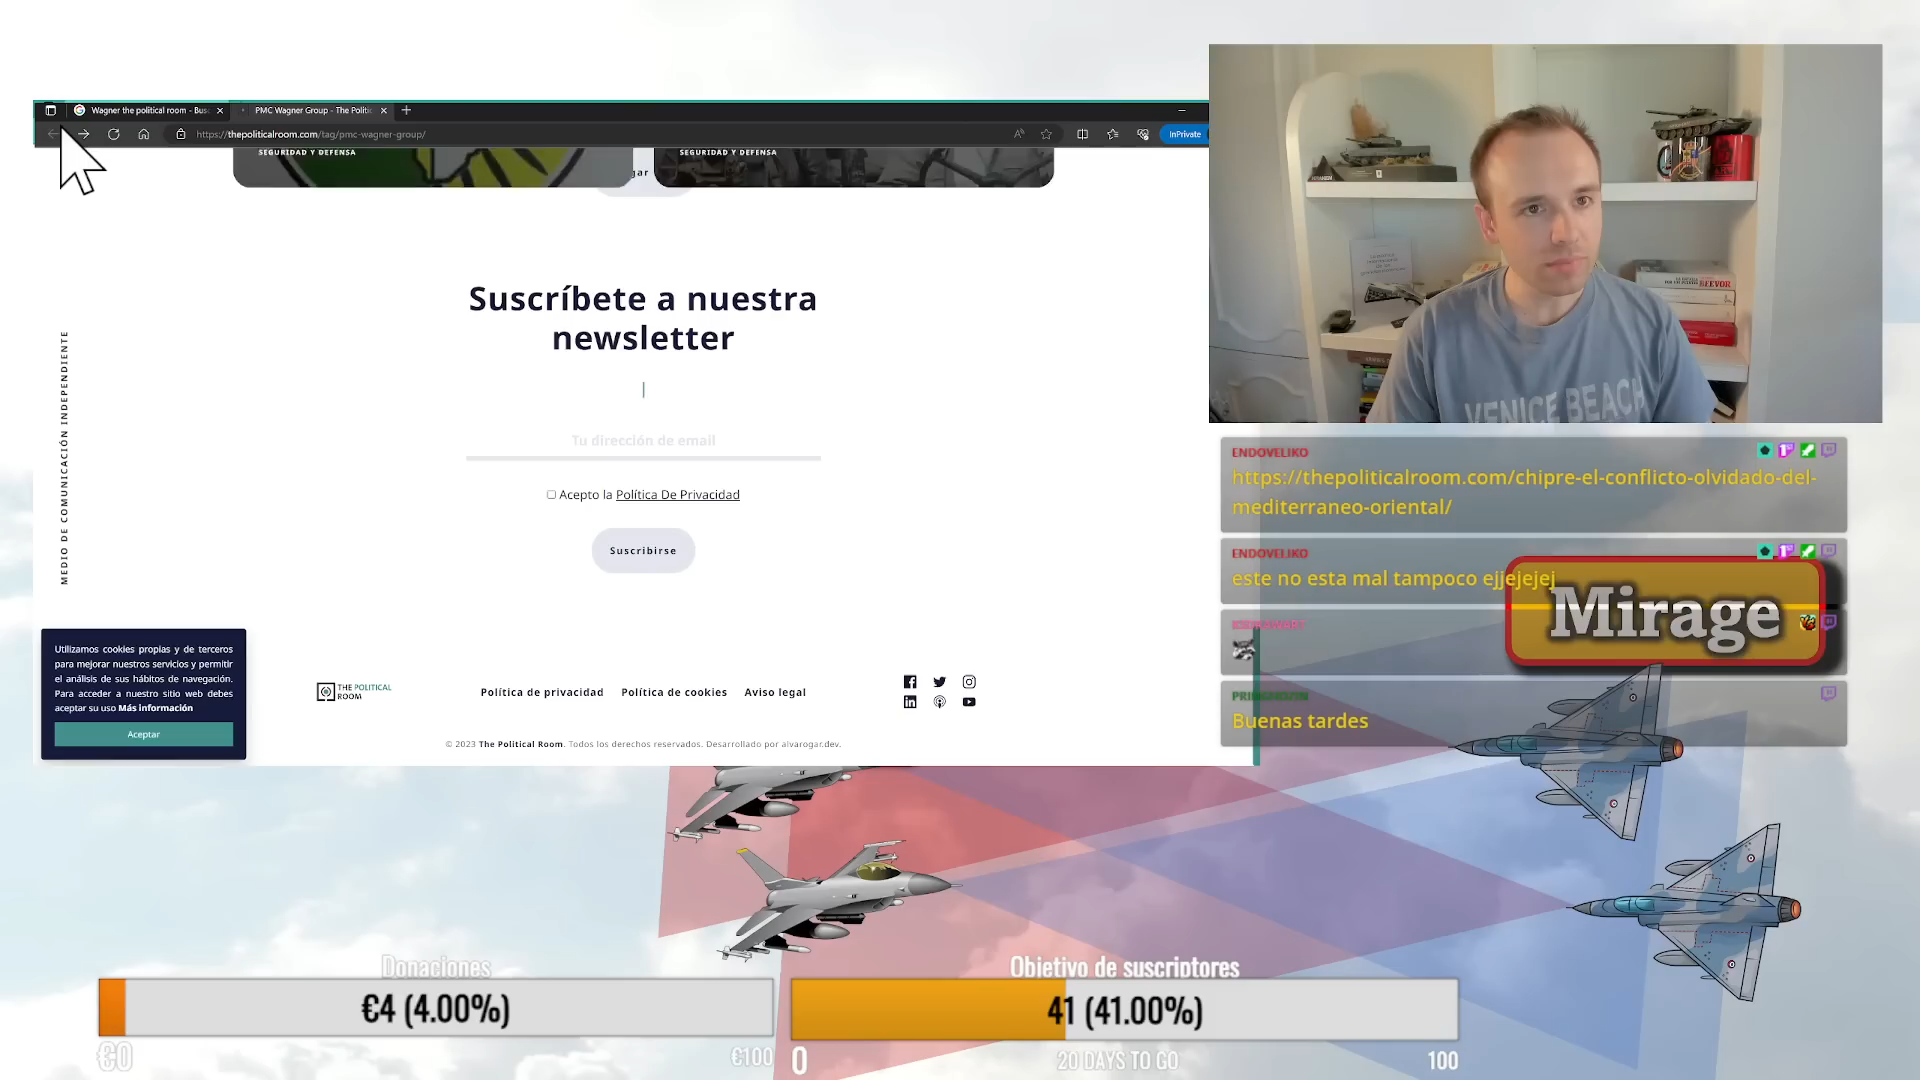 Wagner the political room - Bus
PMC Wagner Group - The Politic
https://thepoliticalroom.com/tag/pmc-wagner-group/
InPrivate
SEGURIDAD Y DEFENSA
SEGURIDAD Y DEFENSA
gar
MEDIO DE COMUNICACIÓN INDEPENDIENTE
Suscríbete a nuestra
newsletter
Tu dirección de email
Acepto la Política De Privacidad
Suscribirse
Utilizamos cookies propias y de terceros
para mejorar nuestros servicios y permitir
el análisis de sus hábitos de navegación.
Para acceder a nuestro sitio web debes
aceptar su uso Más información
Aceptar
THE POLITICAL
ROOM
Política de privacidad
Política de cookies
Aviso legal
© 2023 The Political Room. Todos los derechos reservados. Desarrollado por alvarogar.dev.
BEEVOR
VENICE BEACH
ENDOVELIKO
https://thepoliticalroom.com/chipre-el-conflicto-olvidado-del-
mediterraneo-oriental/
ENDOVELIKO
este no esta mal tampoco ejjejejej
Mirage
Buenas tardes
Donaciones
€4 (4.00%)
€0
€100
Objetivo de suscriptores
41 (41.00%)
0
20 DAYS TO GO
100